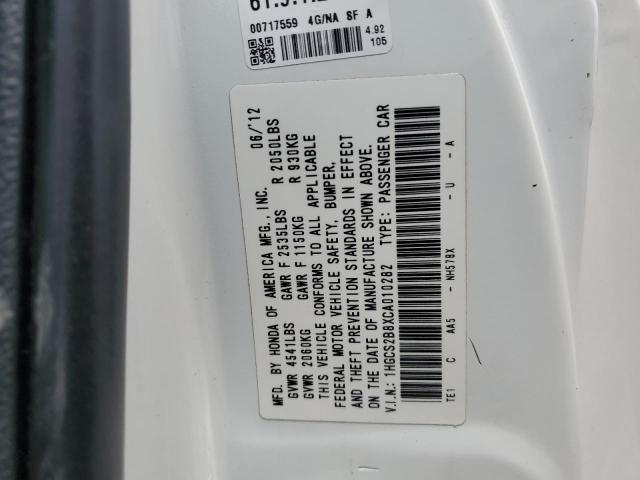 00717559 4G/NA SF A
4.92
105
MFD. BY HONDA OF AMERICA MFG., INC. 06/'12
GVWR 4541LBS GAWR F 2535LBS R 2050LBS
GVWR 2060KG GAWR F 1150KG R 930KG
THIS VEHICLE CONFORMS TO ALL APPLICABLE
FEDERAL MOTOR VEHICLE SAFETY, BUMPER,
AND THEFT PREVENTION STANDARDS IN EFFECT
ON THE DATE OF MANUFACTURE SHOWN ABOVE.
V.I.N.: 1HGCS2B8XCA010282 TYPE: PASSENGER CAR
TE1 C AA5 - NH578X - U - A